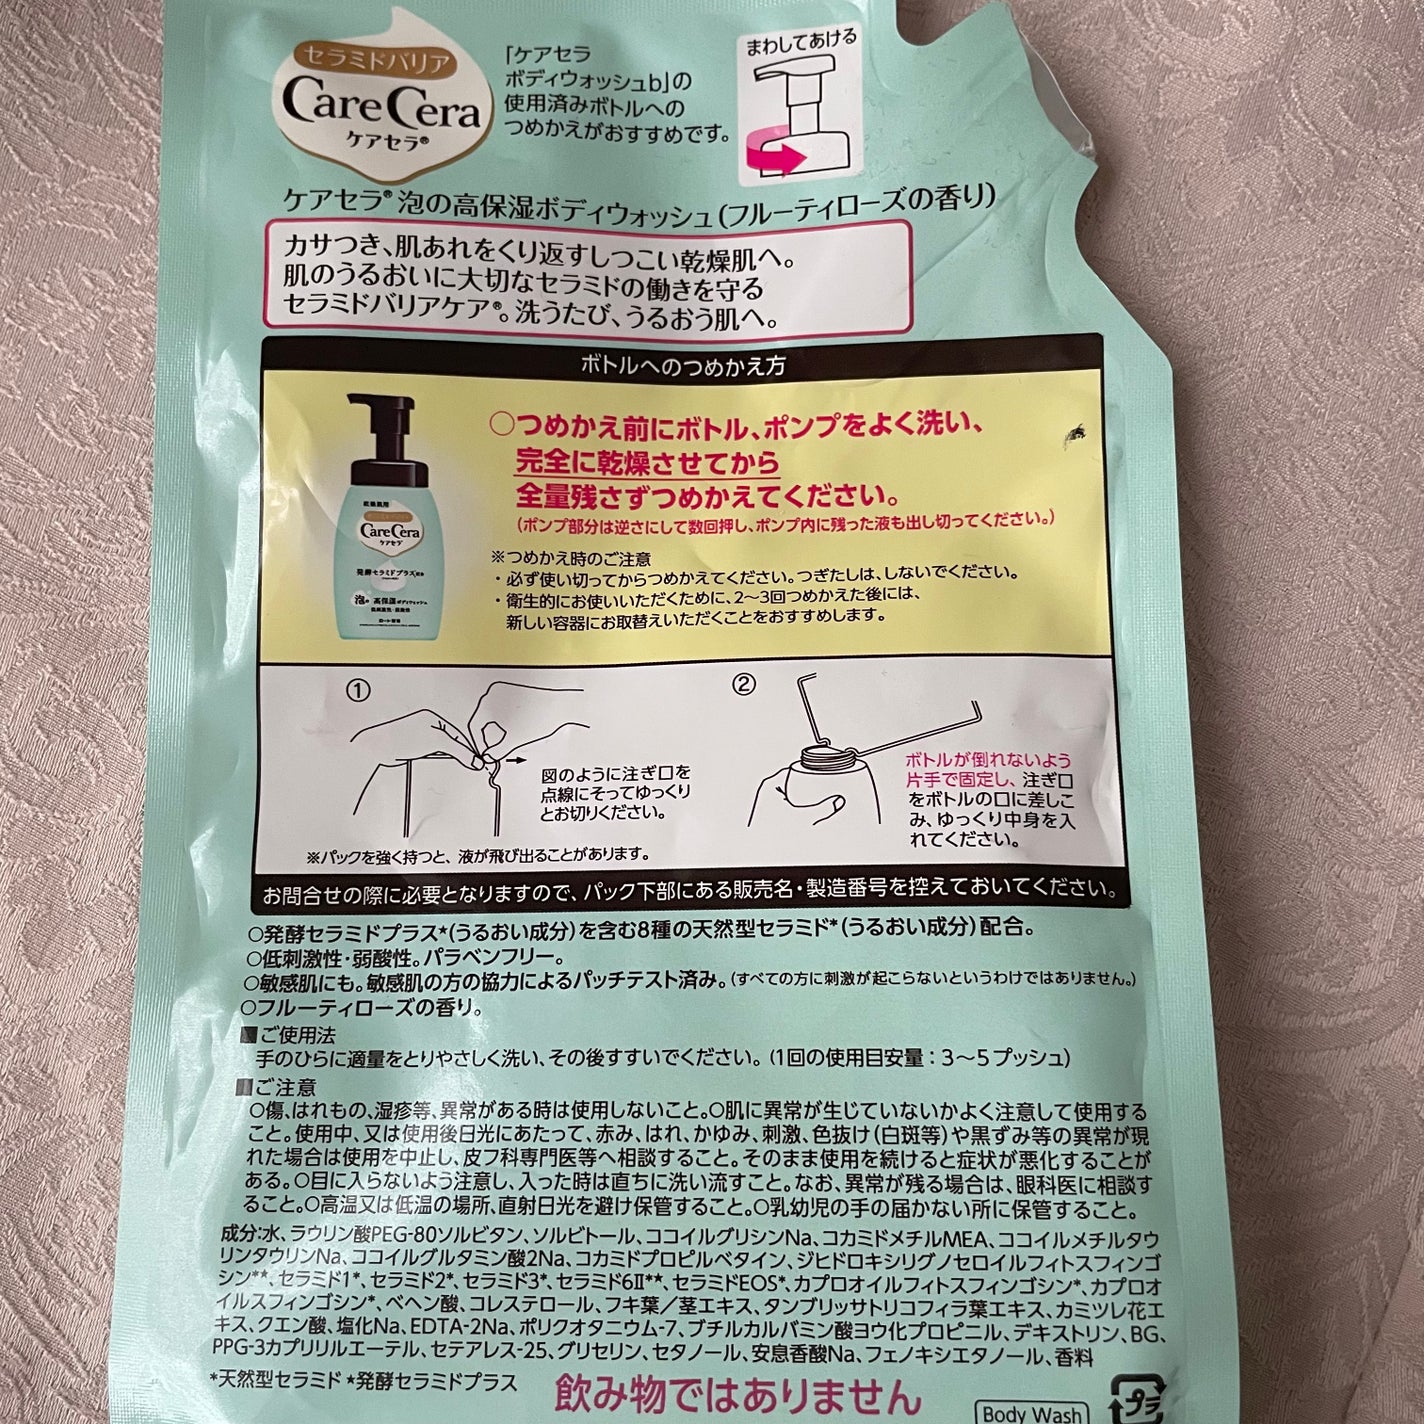 セラミドバリア
CareCera
ケアセラ®
「ケアセラ
ボディウォッシュb」の
使用済みボトルへの
つめかえがおすすめです。
まわしてあける
ケアセラ®泡の高保湿ボディウォッシュ(フルーティローズの香り)
カサつき、肌あれをくり返すしつこい乾燥肌へ。
肌のうるおいに大切なセラミドの働きを守る
セラミドバリアケア®。洗うたび、うるおう肌へ。
ボトルへのつめかえ方
○つめかえ前にボトル、ポンプをよく洗い、
完全に乾燥させてから
全量残さずつめかえてください。
(ポンプ部分は逆さにして数回押し、ポンプ内に残った液も出し切ってください。)
※つめかえ時のご注意
・必ず使い切ってからつめかえてください。つぎたしは、しないでください。
・衛生的にお使いいただくために、2〜3回つめかえた後には、
新しい容器にお取替えいただくことをおすすめします。
乾燥肌用
CareCera
ケアセラ
発酵セラミドプラス配合
泡の高保湿ボディウォッシュ
低刺激性・弱酸性
ロート製薬
①
図のように注ぎ口を
点線にそってゆっくり
とお切りください。
※パックを強く持つと、液が飛び出ることがあります。
②
ボトルが倒れないよう
片手で固定し、注ぎ口
をボトルの口に差しこ
み、ゆっくり中身を入
れてください。
お問合せの際に必要となりますので、パック下部にある販売名・製造番号を控えておいてください。
○発酵セラミドプラス★(うるおい成分)を含む8種の天然型セラミド*(うるおい成分)配合。
○低刺激性・弱酸性。パラベンフリー。
○敏感肌にも。敏感肌の方の協力によるパッチテスト済み。(すべての方に刺激が起こらないというわけではありません。)
○フルーティローズの香り。
■ご使用法
手のひらに適量をとりやさしく洗い、その後すすいでください。(1回の使用目安量:3〜5プッシュ)
■ご注意
○傷、はれもの、湿疹等、異常がある時は使用しないこと。○肌に異常が生じていないかよく注意して使用する
こと。使用中、又は使用後日光にあたって、赤み、はれ、かゆみ、刺激、色抜け(白斑等)や黒ずみ等の異常が現
れた場合は使用を中止し、皮フ科専門医等へ相談すること。そのまま使用を続けると症状が悪化することが
ある。○目に入らないよう注意し、入った時は直ちに洗い流すこと。なお、異常が残る場合は、眼科医に相談す
ること。○高温又は低温の場所、直射日光を避け保管すること。○乳幼児の手の届かない所に保管すること。
成分:水、ラウリン酸PEG-80ソルビタン、ソルビトール、ココイルグリシンNa、コカミドメチルMEA、ココイルメチルタウ
リンタウリンNa、ココイルグルタミン酸2Na、コカミドプロピルベタイン、ジヒドロキシリグノセロイルフィトスフィンゴ
シン*★、セラミド1*、セラミド2*、セラミド3*、セラミド6Ⅱ*★、セラミドEOS*、カプロオイルフィトスフィンゴシン*、カプロオ
イルスフィンゴシン*、ベヘン酸、コレステロール、フキ葉/茎エキス、タンブリッサトリコフィラ葉エキス、カミツレ花エ
キス、クエン酸、塩化Na、EDTA-2Na、ポリクオタニウム-7、ブチルカルバミン酸ヨウ化プロピニル、デキストリン、BG、
PPG-3カプリリルエーテル、セテアレス-25、グリセリン、セタノール、安息香酸Na、フェノキシエタノール、香料
*天然型セラミド ★発酵セラミドプラス
飲み物ではありません
Body Wash
プラ